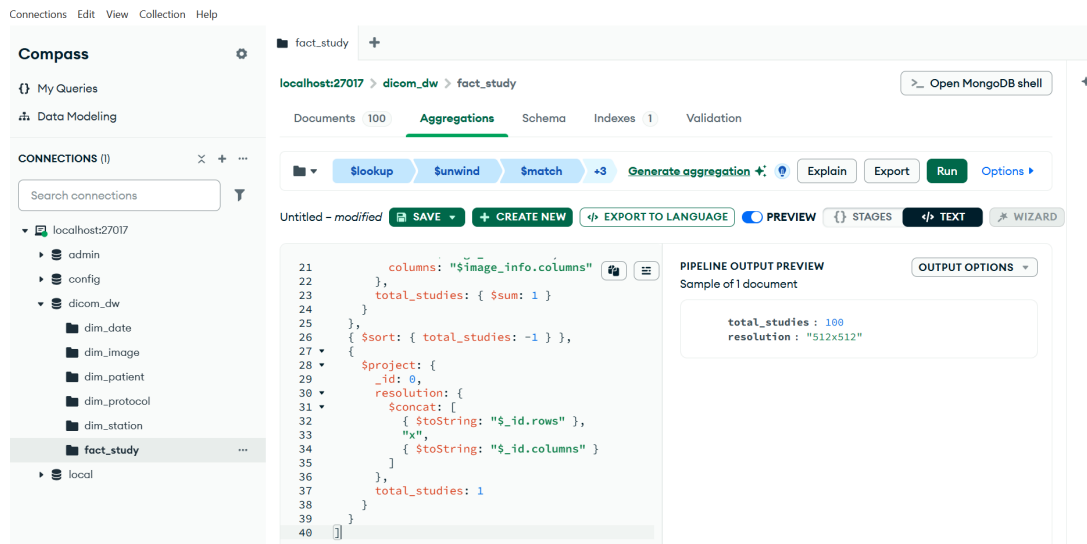 Connections Edit View Collection Help
Compass
{} My Queries
Data Modeling
CONNECTIONS (1)
Search connections
localhost:27017
admin
config
dicom_dw
dim_date
dim_image
dim_patient
dim_protocol
dim_station
fact_study
local
fact_study
localhost:27017 > dicom_dw > fact_study
>_ Open MongoDB shell
Documents 100 Aggregations Schema Indexes 1 Validation
$lookup $unwind $match +3 Generate aggregation Explain Export Run Options
Untitled – modified SAVE + CREATE NEW </> EXPORT TO LANGUAGE PREVIEW {} STAGES </> TEXT WIZARD
21 columns: "$image_info.columns"
22 },
23 total_studies: { $sum: 1 }
24 }
25 },
26 { $sort: { total_studies: -1 } },
27 {
28 $project: {
29 _id: 0,
30 resolution: {
31 $concat: [
32 { $toString: "$_id.rows" },
33 "x",
34 { $toString: "$_id.columns" }
35 ]
36 },
37 total_studies: 1
38 }
39 }
40 ]
PIPELINE OUTPUT PREVIEW
Sample of 1 document
OUTPUT OPTIONS
total_studies : 100
resolution : "512x512"